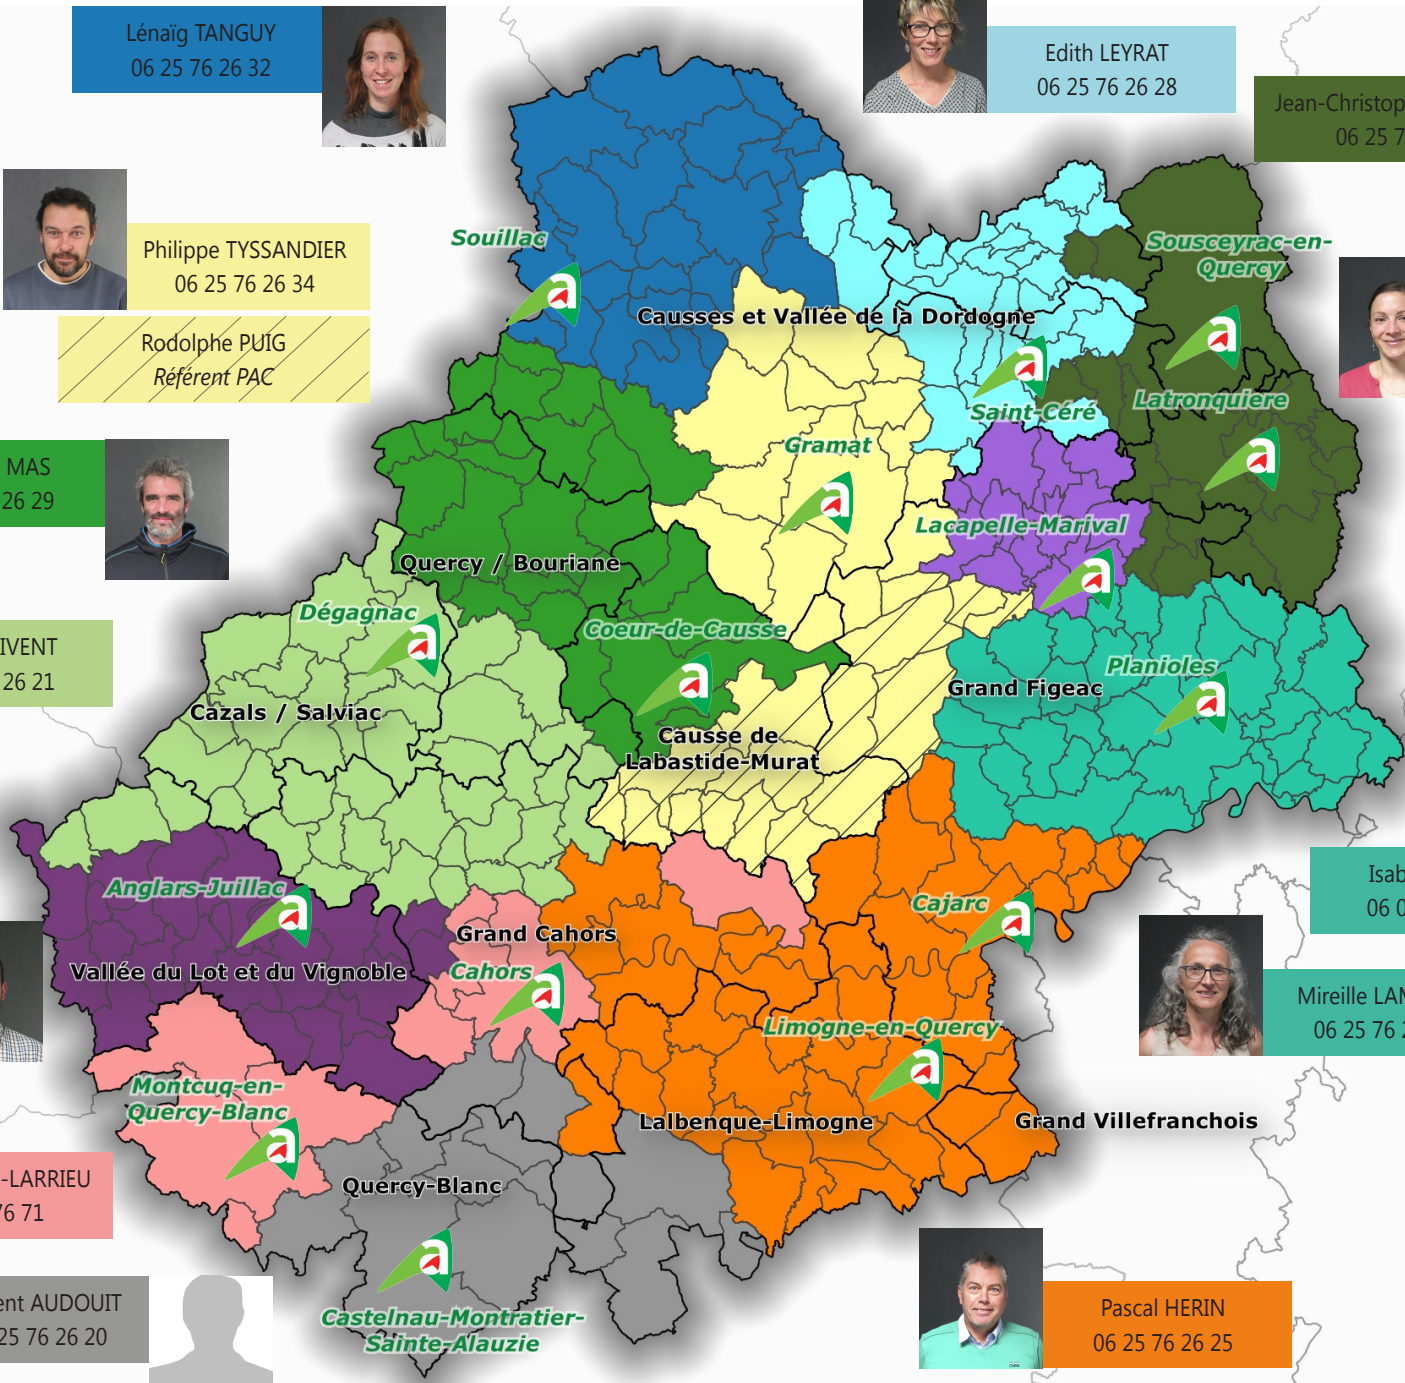 Lénaïg TANGUY
06 25 76 26 32
Edith LEYRAT
06 25 76 26 28
Jean-Christop
06 25 7
Philippe TYSSANDIER
06 25 76 26 34
Rodolphe PUIG
Référent PAC
MAS
26 29
IVENT
26 21
Souillac
Sousceyrac-en-
Quercy
Causses et Vallée de la Dordogne
Saint-Céré
Latronquière
Gramat
Lacapelle-Marival
Quercy / Bouriane
Dégagnac
Coeur-de-Causse
Planioles
Grand Figeac
Cazals / Salviac
Causse de
Labastide-Murat
Anglars-Juillac
Cajarc
Grand Cahors
Vallée du Lot et du Vignoble
Cahors
Limogne-en-Quercy
Montcuq-en-
Quercy-Blanc
Lalbenque-Limogne
Grand Villefranchois
Quercy-Blanc
Castelnau-Montratier-
Sainte-Alauzie
Isab
06 0
Mireille LAM
06 25 76 2
-LARRIEU
76 71
ent AUDOUIT
25 76 26 20
Pascal HERIN
06 25 76 26 25